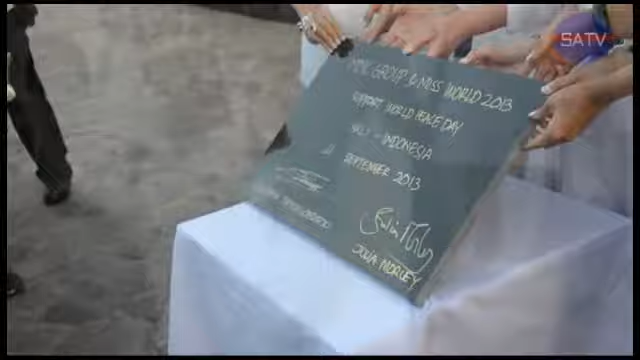 SATV
MNC GROUP & MISS WORLD 2013
SUPPORT WORLD PEACE DAY
BALI - INDONESIA
SEPTEMBER 2013
JULIA MORLEY